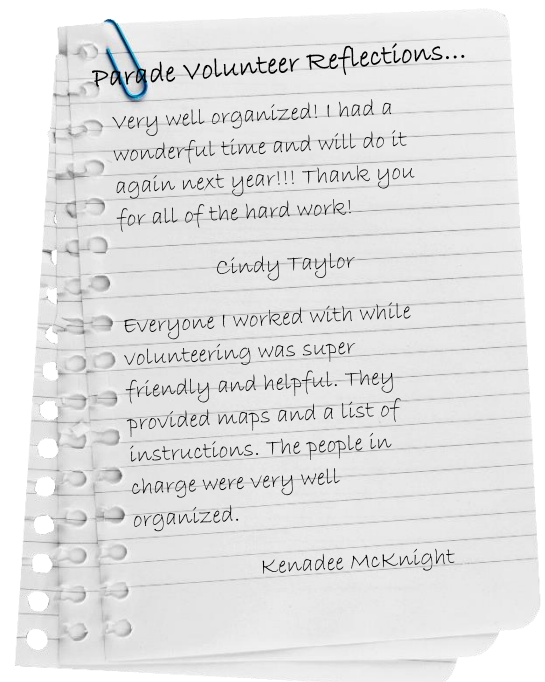 Parade Volunteer Reflections...
Very well organized! I had a
wonderful time and will do it
again next year!!! Thank you
for all of the hard work!
Cindy Taylor
Everyone I worked with while
volunteering was super
friendly and helpful. They
provided maps and a list of
instructions. The people in
charge were very well
organized.
Kenadee McKnight